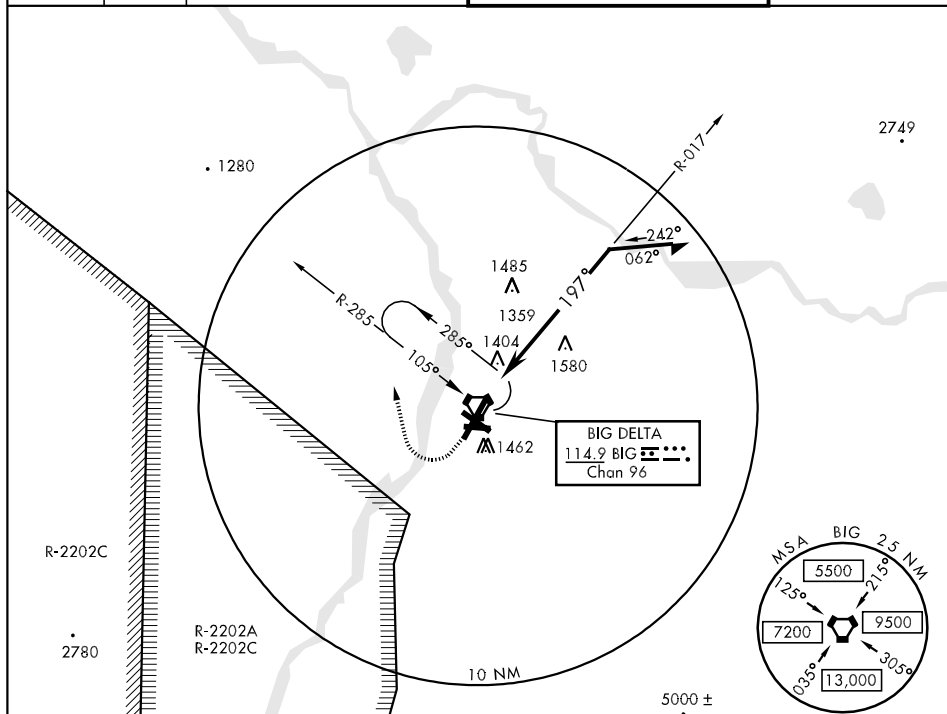 2749
1280
R-017
242°
062°
1485
197°
1359
R-285
285°
1404
1580
105°
BIG DELTA
114.9 BIG
Chan 96
1462
R-2202C
MSA BIG 25 NM
5500
125°
215°
7200
9500
035°
305°
13,000
R-2202A
R-2202C
2780
10 NM
5000 ±